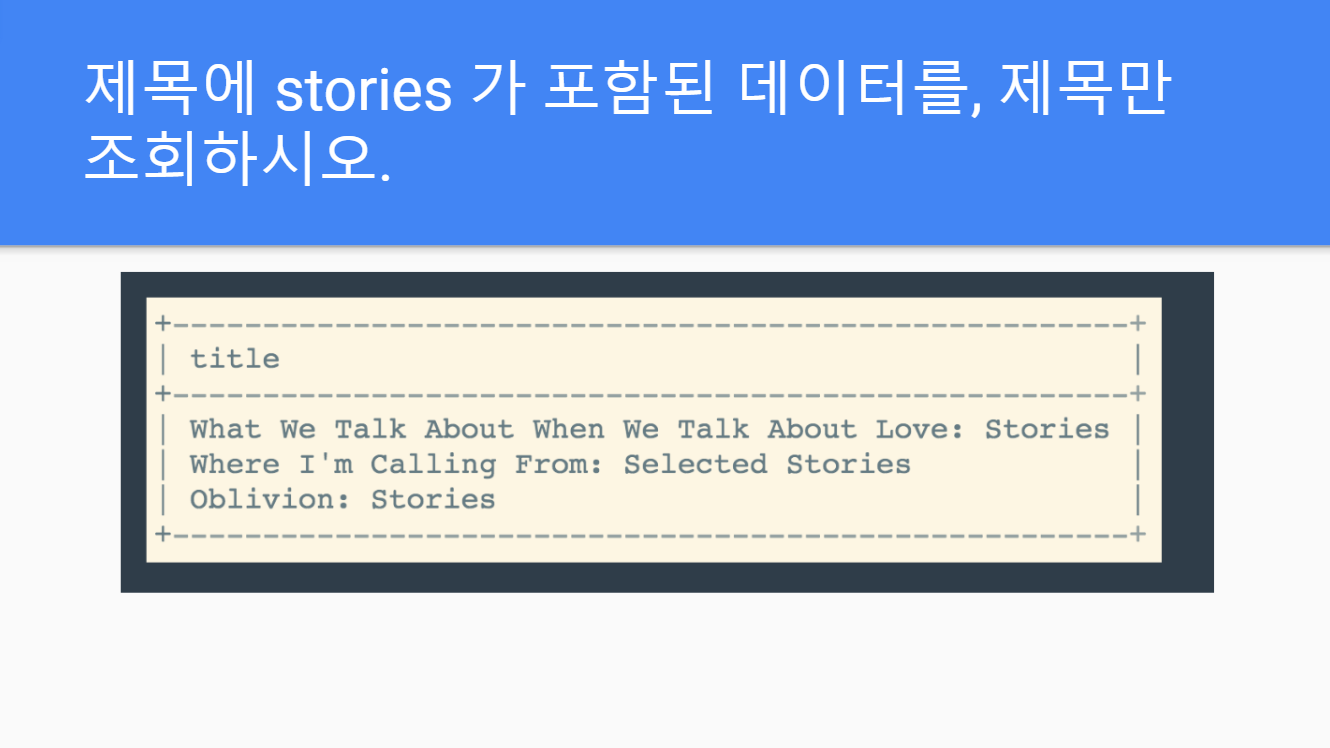 제목에 stories 가 포함된 데이터를, 제목만
조회하시오.
+-----------------------------------------------------+
| title |
+-----------------------------------------------------+
| What We Talk About When We Talk About Love: Stories |
| Where I'm Calling From: Selected Stories |
| Oblivion: Stories |
+-----------------------------------------------------+